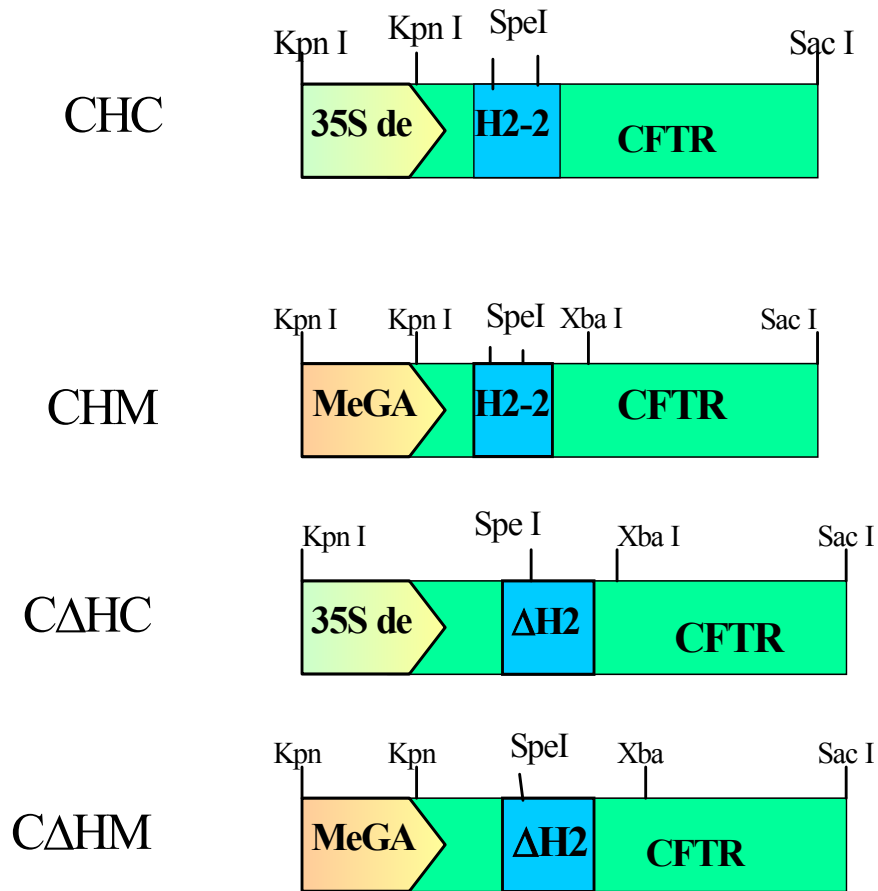 Kpn I Kpn I SpeI Sac I
CHC 35S de H2-2 CFTR
Kpn I Kpn I SpeI Xba I Sac I
CHM MeGA H2-2 CFTR
Kpn I Spe I Xba I Sac I
CΔHC 35S de ΔH2 CFTR
Kpn Kpn SpeI Xba Sac I
CΔHM MeGA ΔH2 CFTR